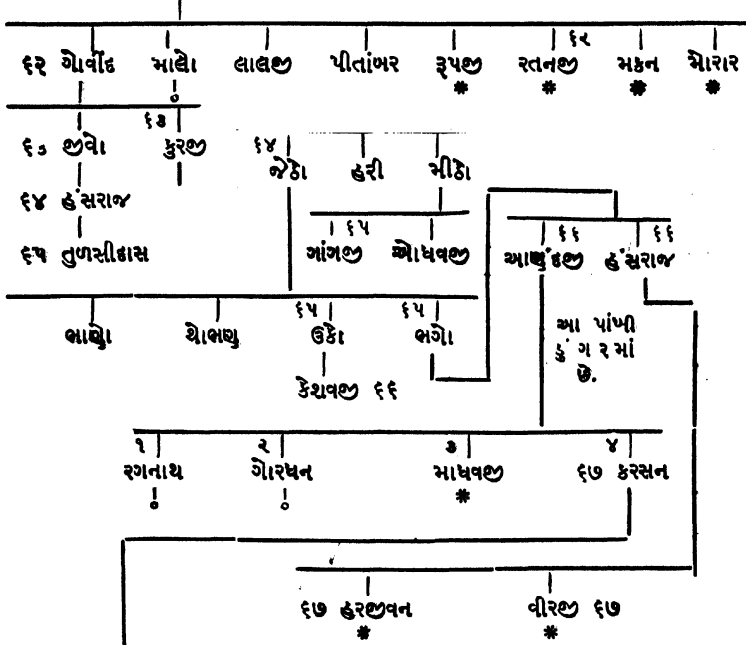 ૬૨
૬૨ ગોવીંદ માલો લાલજી પીતાંબર રૂપજી રતનજી મકન મોરાર
૬૩ ૬૪
૬૩ જીવો કુરજી જેઠો હરી મીઠો
૬૪ હંસરાજ
૬૫ ૬૬ ૬૬
૬૫ તુળસીદાસ ગાંગજી ઓધવજી આણંદજી હંસરાજ
૬૫ ૬૫
ભાણો થોભણ ઉકો ભગો
આ પાંખી
ડુંગરમાં
છે.
કેશવજી ૬૬
૧ ૨ ૩ ૪
રગનાથ ગોરધન માધવજી ૬૭ કરસન
૬૭ હરજીવન વીરજી ૬૭